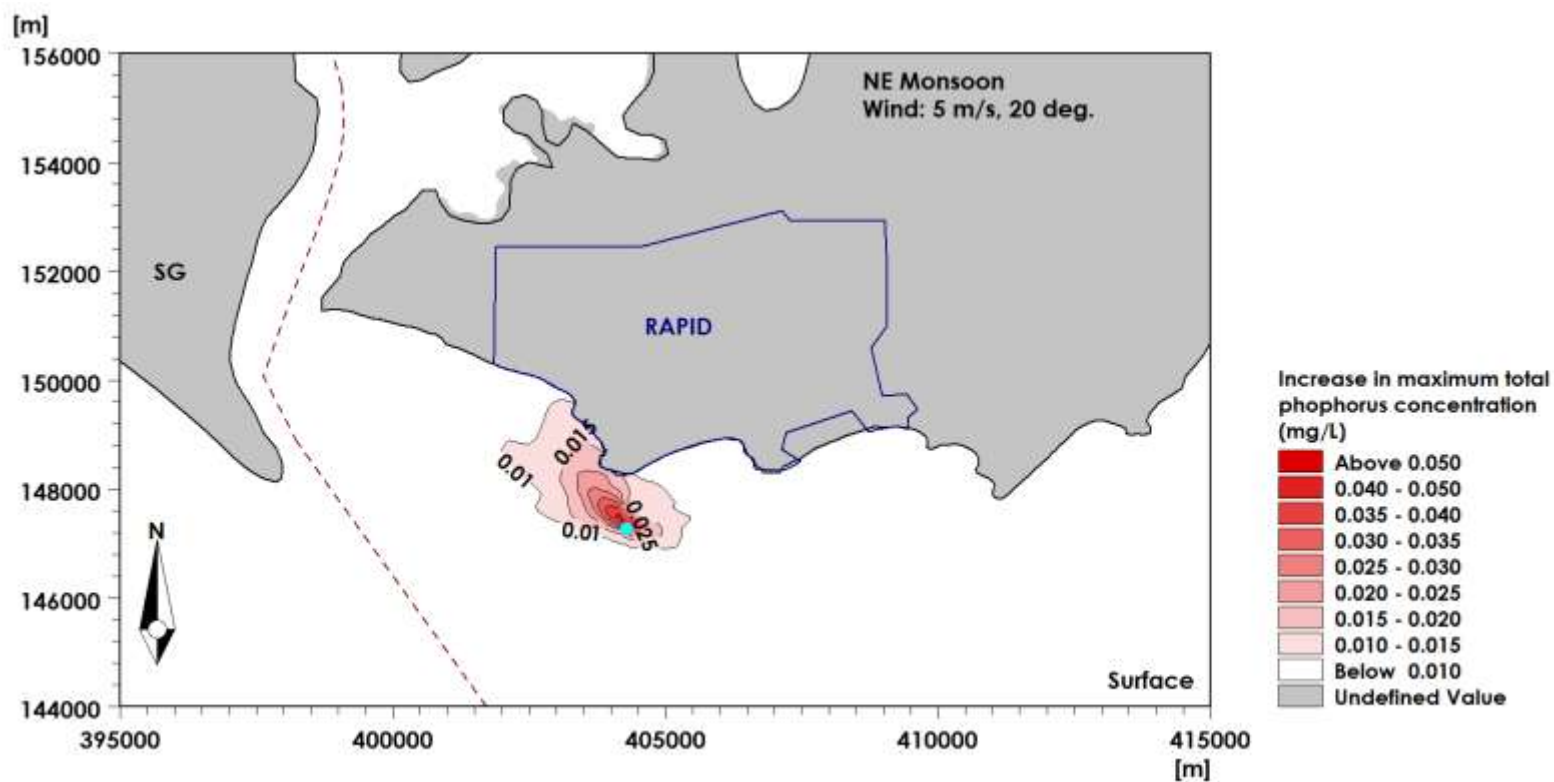 [m]
156000
154000
152000
150000
148000
146000
144000
NE Monsoon
Wind: 5 m/s, 20 deg.
SG
RAPID
0.015
0.01
0.01
0.025
N
Surface
395000
400000
405000
410000
415000
[m]
Increase in maximum total
phophorus concentration
(mg/L)
Above 0.050
0.040 - 0.050
0.035 - 0.040
0.030 - 0.035
0.025 - 0.030
0.020 - 0.025
0.015 - 0.020
0.010 - 0.015
Below 0.010
Undefined Value